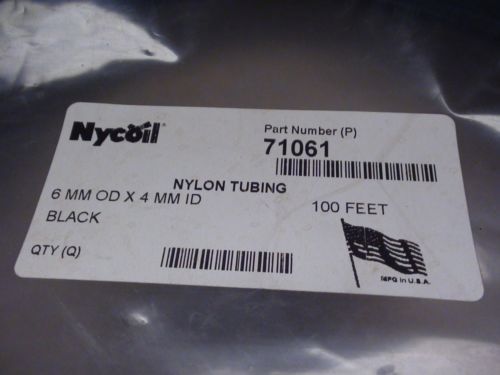 Nycoil
Part Number (P)
71061
NYLON TUBING
6 MM OD X 4 MM ID
100 FEET
BLACK
QTY (Q)
MFG in U.S.A.